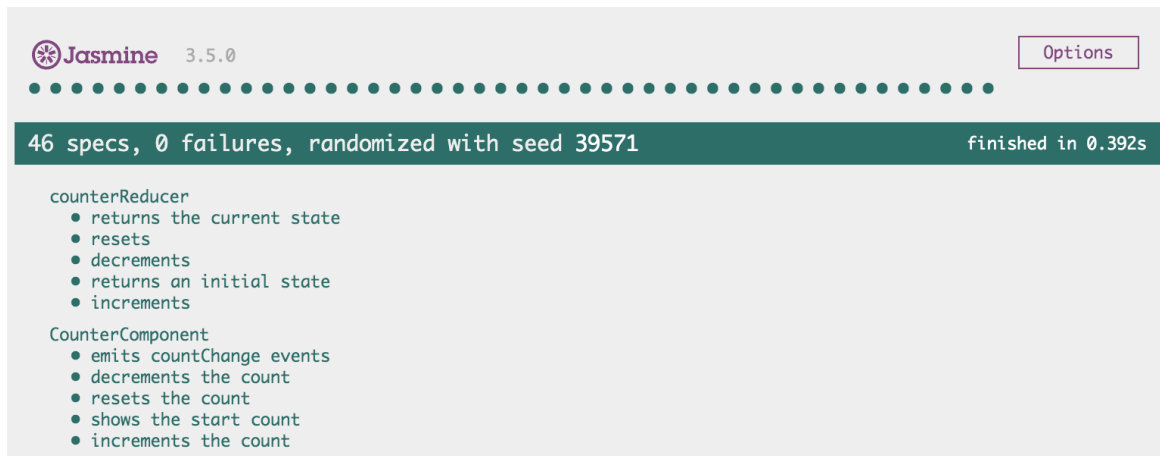 Jasmine 3.5.0 Options
46 specs, 0 failures, randomized with seed 39571 finished in 0.392s
counterReducer
• returns the current state
• resets
• decrements
• returns an initial state
• increments
CounterComponent
• emits countChange events
• decrements the count
• resets the count
• shows the start count
• increments the count